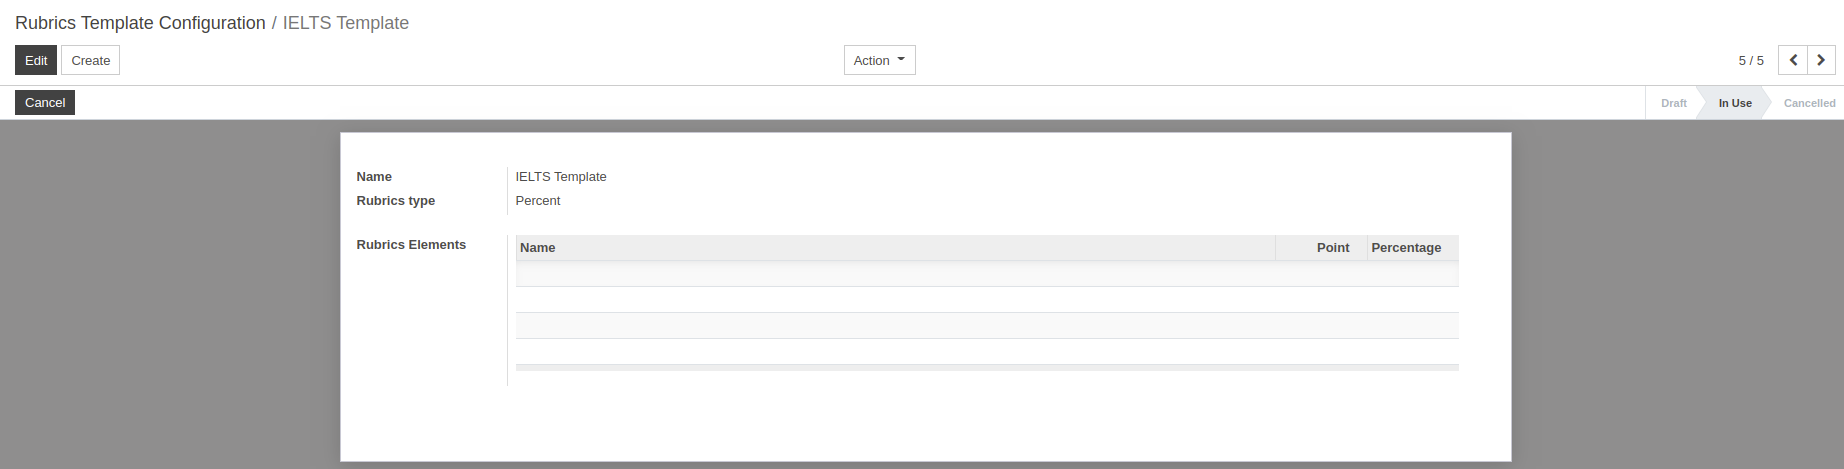 Rubrics Template Configuration / IELTS Template
Edit Create Action 5 / 5
Cancel Draft In Use Cancelled
Name IELTS Template
Rubrics type Percent
Rubrics Elements Name Point Percentage